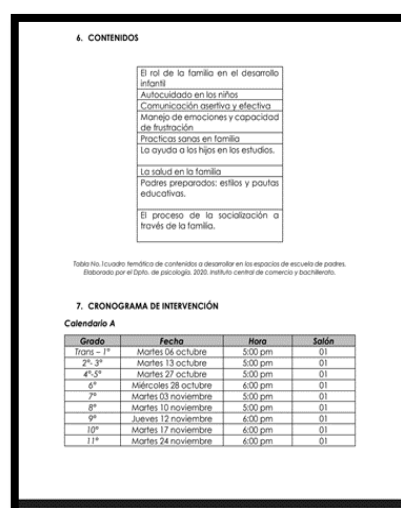 6. CONTENIDOS
El rol de la familia en el desarrollo
infantil
Autocuidado en los niños
Comunicación asertiva y efectiva
Manejo de emociones y capacidad
de frustración
Practicas sanas en familia
La ayuda a los hijos en los estudios.
La salud en la familia
Padres preparados: estilos y pautas
educativas.
El proceso de la socialización a
través de la familia.
Tabla No. 1cuadro temática de contenidos a desarrollar en los espacios de escuela de padres.
Elaborado por el Dpto. de psicología. 2020. Instituto central de comercio y bachillerato.
7. CRONOGRAMA DE INTERVENCIÓN
Calendario A
Grado Fecha Hora Salón
Trans – 1° Martes 06 octubre 5:00 pm 01
2°- 3° Martes 13 octubre 5:00 pm 01
4°-5° Martes 27 octubre 5:00 pm 01
6° Miércoles 28 octubre 6:00 pm 01
7° Martes 03 noviembre 5:00 pm 01
8° Martes 10 noviembre 5:00 pm 01
9° Jueves 12 noviembre 6:00 pm 01
10° Martes 17 noviembre 6:00 pm 01
11° Martes 24 noviembre 6:00 pm 01